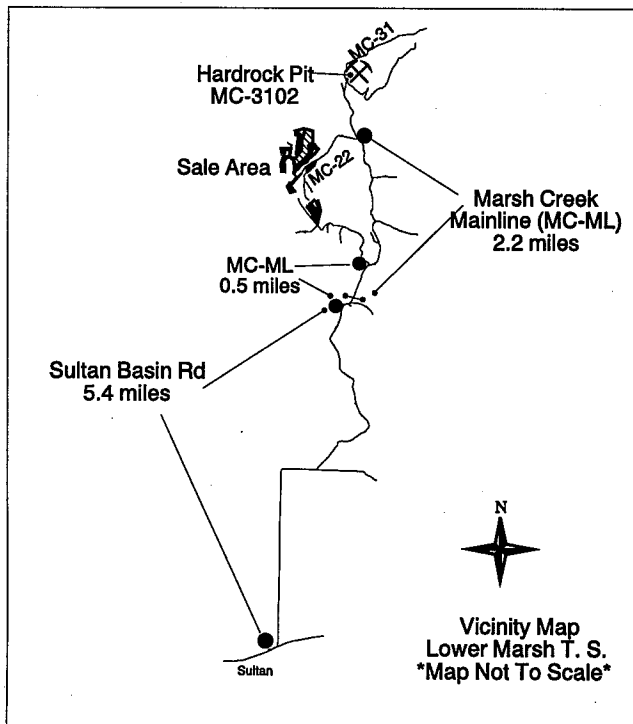 MC-31
Hardrock Pit
MC-3102
Sale Area
MC-22
Marsh Creek
Mainline (MC-ML)
2.2 miles
MC-ML
0.5 miles
Sultan Basin Rd
5.4 miles
N
Vicinity Map
Lower Marsh T. S.
*Map Not To Scale*
Sultan